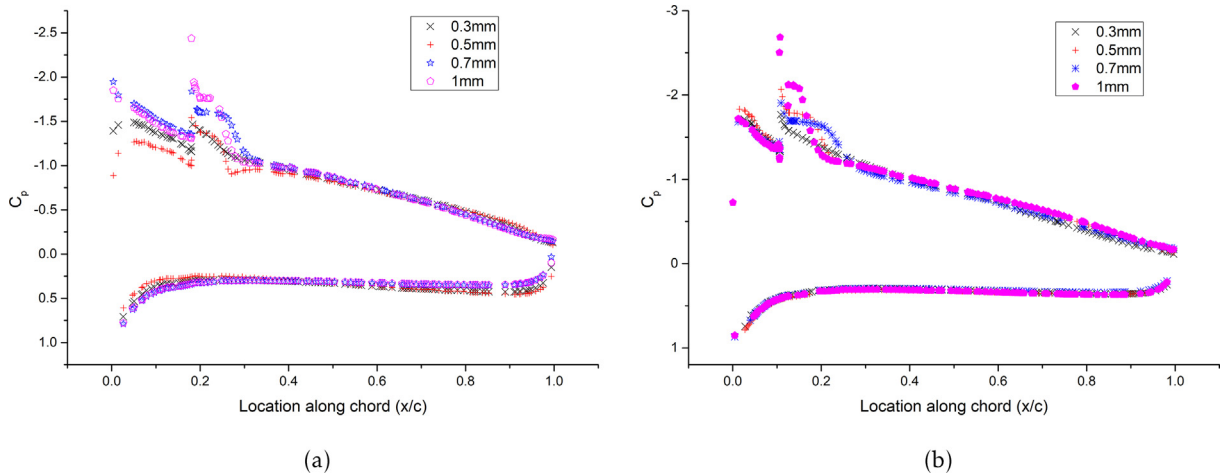 -2.5
-2.0
-1.5
-1.0
-0.5
0.0
0.5
1.0
Cp
0.0 0.2 0.4 0.6 0.8 1.0
Location along chord (x/c)
0.3mm
0.5mm
0.7mm
1mm
(a)
-3
-2
-1
0
1
Cp
0.0 0.2 0.4 0.6 0.8 1.0
Location along chord (x/c)
0.3mm
0.5mm
0.7mm
1mm
(b)